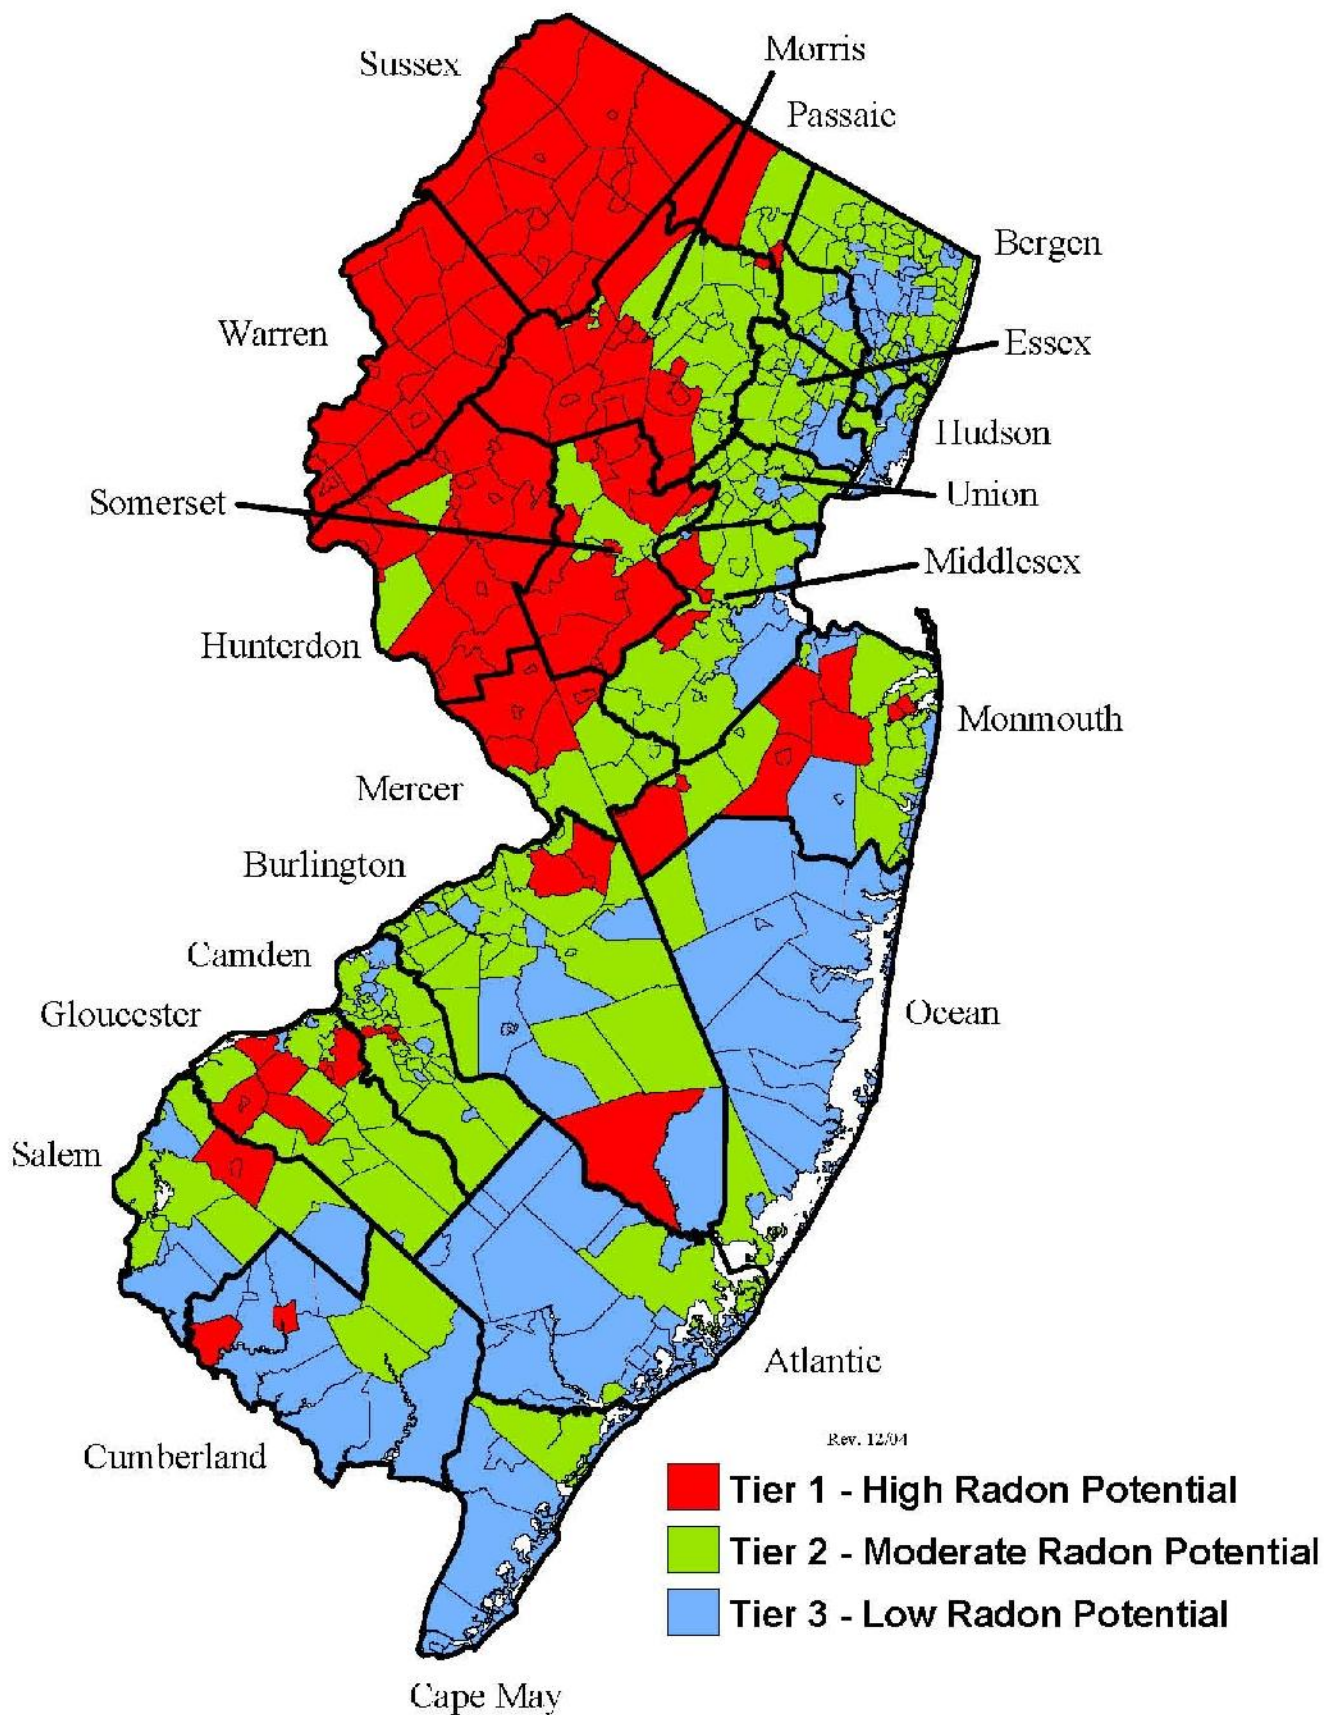 Morris
Sussex
Passaic
Bergen
Warren
Essex
Hudson
Somerset
Union
Middlesex
Hunterdon
Monmouth
Mercer
Burlington
Camden
Gloucester
Ocean
Salem
Atlantic
Cumberland
Rev. 12/04
Tier 1 - High Radon Potential
Tier 2 - Moderate Radon Potential
Tier 3 - Low Radon Potential
Cape May